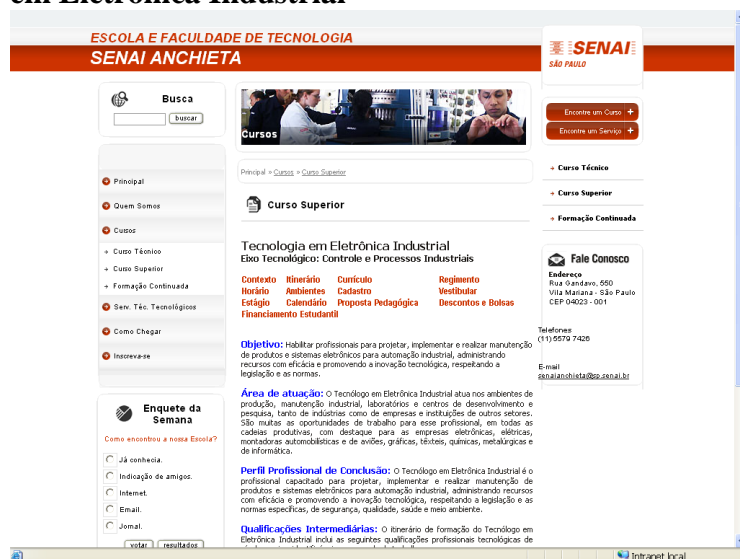 em Eletrônica Industrial
ESCOLA E FACULDADE DE TECNOLOGIA
SENAI ANCHIETA
SENAI
SÃO PAULO
Busca
buscar
Principal
Quem Somos
Cursos
Curso Técnico
Curso Superior
Formação Continuada
Serv. Téc. Tecnológicos
Como Chegar
Inscreva-se
Enquete da
Semana
Como encontrou a nossa Escola?
Já conhecia.
Indicação de amigos.
Internet.
Email.
Jornal.
votar resultados
Cursos
Principal » Cursos » Curso Superior
Curso Superior
Tecnologia em Eletrônica Industrial
Eixo Tecnológico: Controle e Processos Industriais
Contexto Itinerário Currículo Regimento
Horário Ambientes Cadastro Vestibular
Estágio Calendário Proposta Pedagógica Descontos e Bolsas
Financiamento Estudantil
Objetivo: Habilitar profissionais para projetar, implementar e realizar manutenção
de produtos e sistemas eletrônicos para automação industrial, administrando
recursos com eficácia e promovendo a inovação tecnológica, respeitando a
legislação e as normas.
Área de atuação: O Tecnólogo em Eletrônica Industrial atua nos ambientes de
produção, manutenção industrial, laboratórios e centros de desenvolvimento e
pesquisa, tanto de indústrias como de empresas e instituições de outros setores.
São muitas as oportunidades de trabalho para esse profissional, em todas as
cadeias produtivas, com destaque para as empresas eletrônicas, elétricas,
montadoras automobilísticas e de aviões, gráficas, têxteis, químicas, metalúrgicas e
de informática.
Perfil Profissional de Conclusão: O Tecnólogo em Eletrônica Industrial é o
profissional capacitado para projetar, implementar e realizar manutenção de
produtos e sistemas eletrônicos para automação industrial, administrando recursos
com eficácia e promovendo a inovação tecnológica, respeitando a legislação e as
normas específicas, de segurança, qualidade, saúde e meio ambiente.
Qualificações Intermediárias: O itinerário de formação do Tecnólogo em
Eletrônica Industrial inclui as seguintes qualificações profissionais tecnológicas de
Encontre um Curso +
Encontre um Serviço +
Curso Técnico
Curso Superior
Formação Continuada
Fale Conosco
Endereço
Rua Gandavo, 550
Vila Mariana - São Paulo
CEP 04023 - 001
Telefones
(11) 5579 7426
E-mail
senaianchieta@sp.senai.br
Intranet local